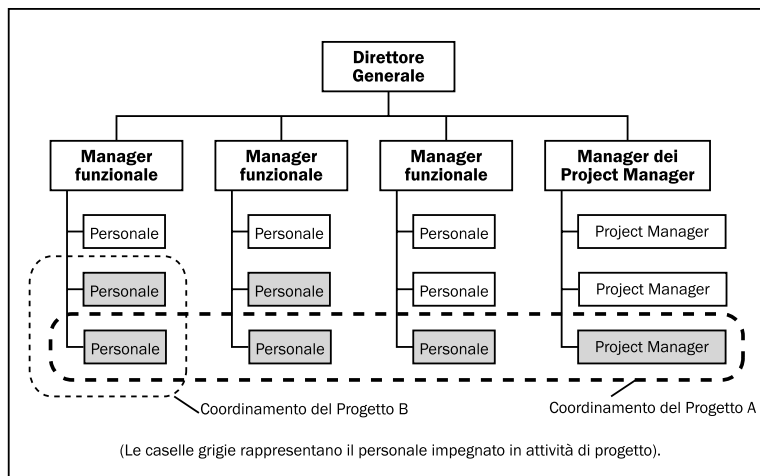 Direttore
Generale
Manager
funzionale
Manager
funzionale
Manager
funzionale
Manager dei
Project Manager
Personale
Personale
Personale
Project Manager
Personale
Personale
Personale
Project Manager
Personale
Personale
Personale
Project Manager
Coordinamento del Progetto B
Coordinamento del Progetto A
(Le caselle grigie rappresentano il personale impegnato in attività di progetto).